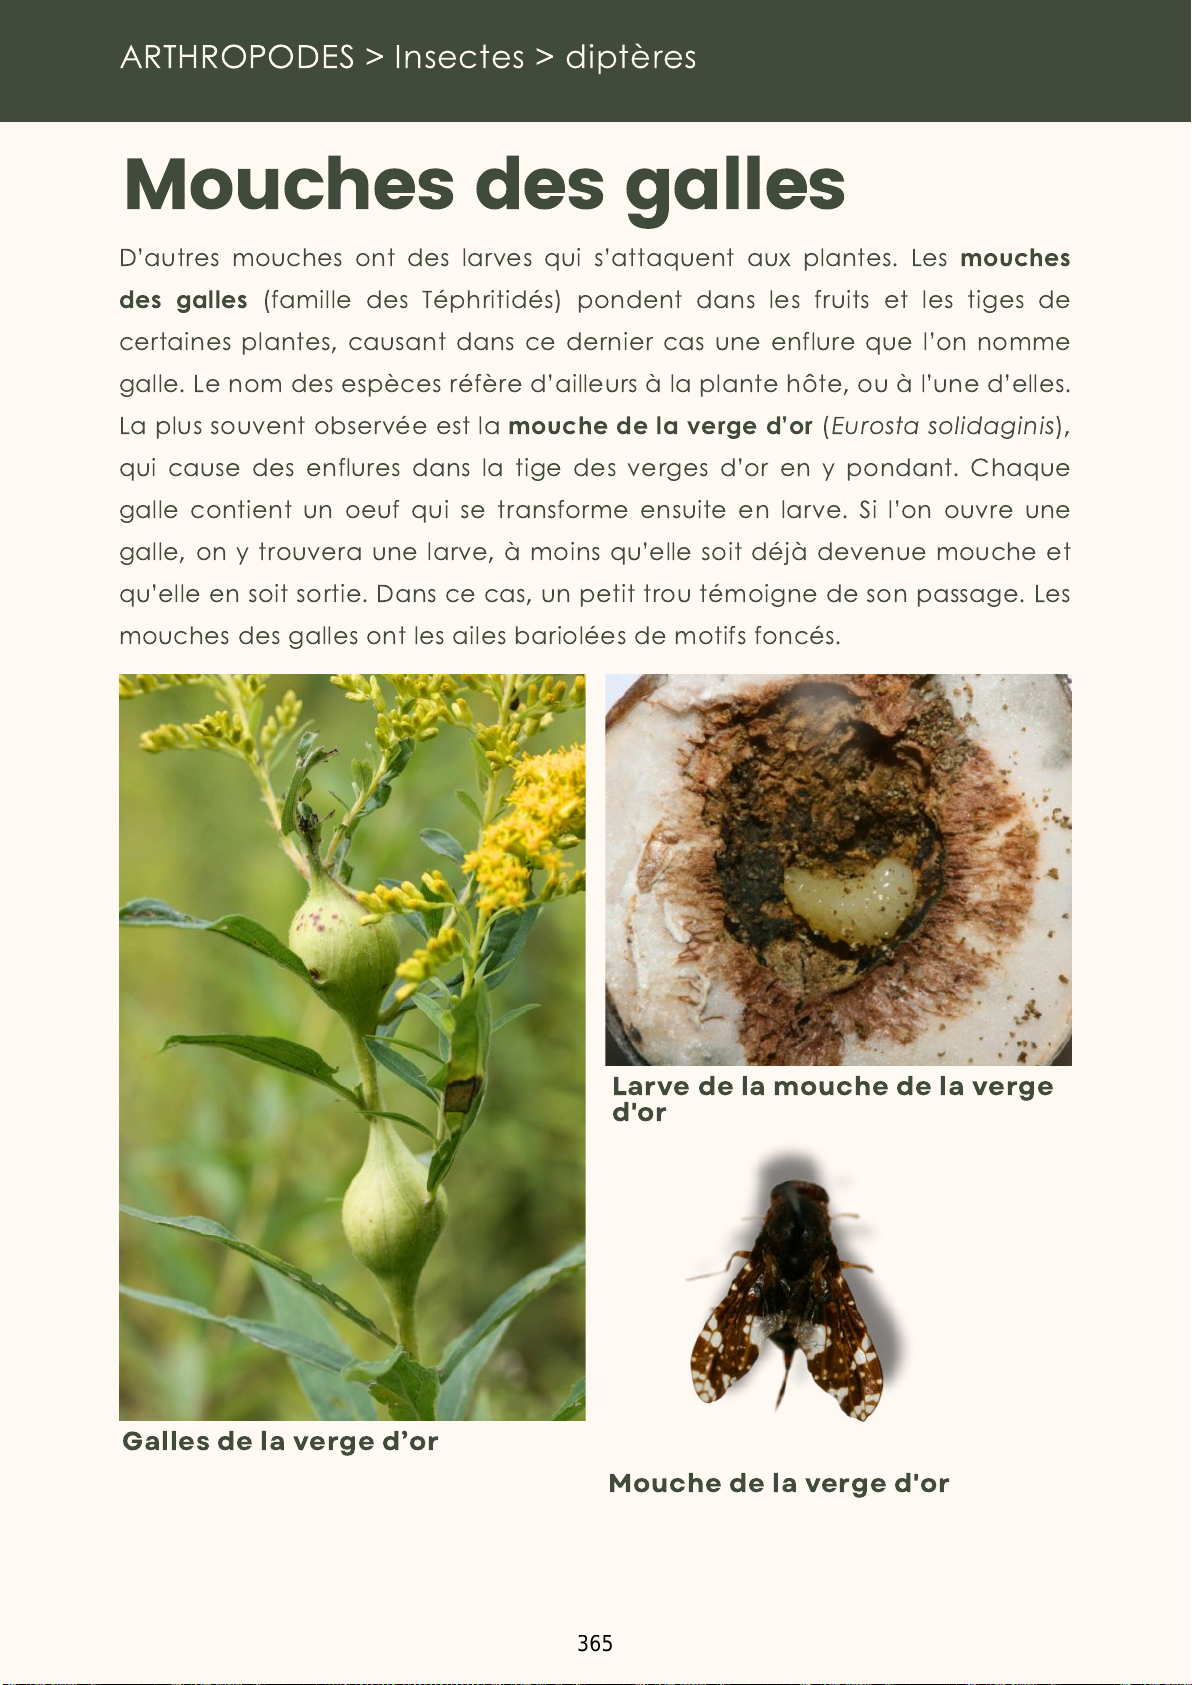 ARTHROPODES > Insectes > diptères
Mouches des galles
D'autres mouches ont des larves qui s'attaquent aux plantes. Les mouches
des galles (famille des Téphritidés) pondent dans les fruits et les tiges de
certaines plantes, causant dans ce dernier cas une enflure que l'on nomme
galle. Le nom des espèces réfère d'ailleurs à la plante hôte, ou à l'une d'elles.
La plus souvent observée est la mouche de la verge d'or (Eurosta solidaginis),
qui cause des enflures dans la tige des verges d'or en y pondant. Chaque
galle contient un oeuf qui se transforme ensuite en larve. Si l'on ouvre une
galle, on y trouvera une larve, à moins qu'elle soit déjà devenue mouche et
qu'elle en soit sortie. Dans ce cas, un petit trou témoigne de son passage. Les
mouches des galles ont les ailes bariolées de motifs foncés.
Larve de la mouche de la verge
d'or
Galles de la verge d’or
Mouche de la verge d'or
365